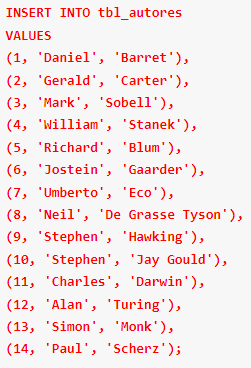 INSERT INTO tbl_autores
VALUES
(1, 'Daniel', 'Barret'),
(2, 'Gerald', 'Carter'),
(3, 'Mark', 'Sobell'),
(4, 'William', 'Stanek'),
(5, 'Richard', 'Blum'),
(6, 'Jostein', 'Gaarder'),
(7, 'Umberto', 'Eco'),
(8, 'Neil', 'De Grasse Tyson'),
(9, 'Stephen', 'Hawking'),
(10, 'Stephen', 'Jay Gould'),
(11, 'Charles', 'Darwin'),
(12, 'Alan', 'Turing'),
(13, 'Simon', 'Monk'),
(14, 'Paul', 'Scherz');